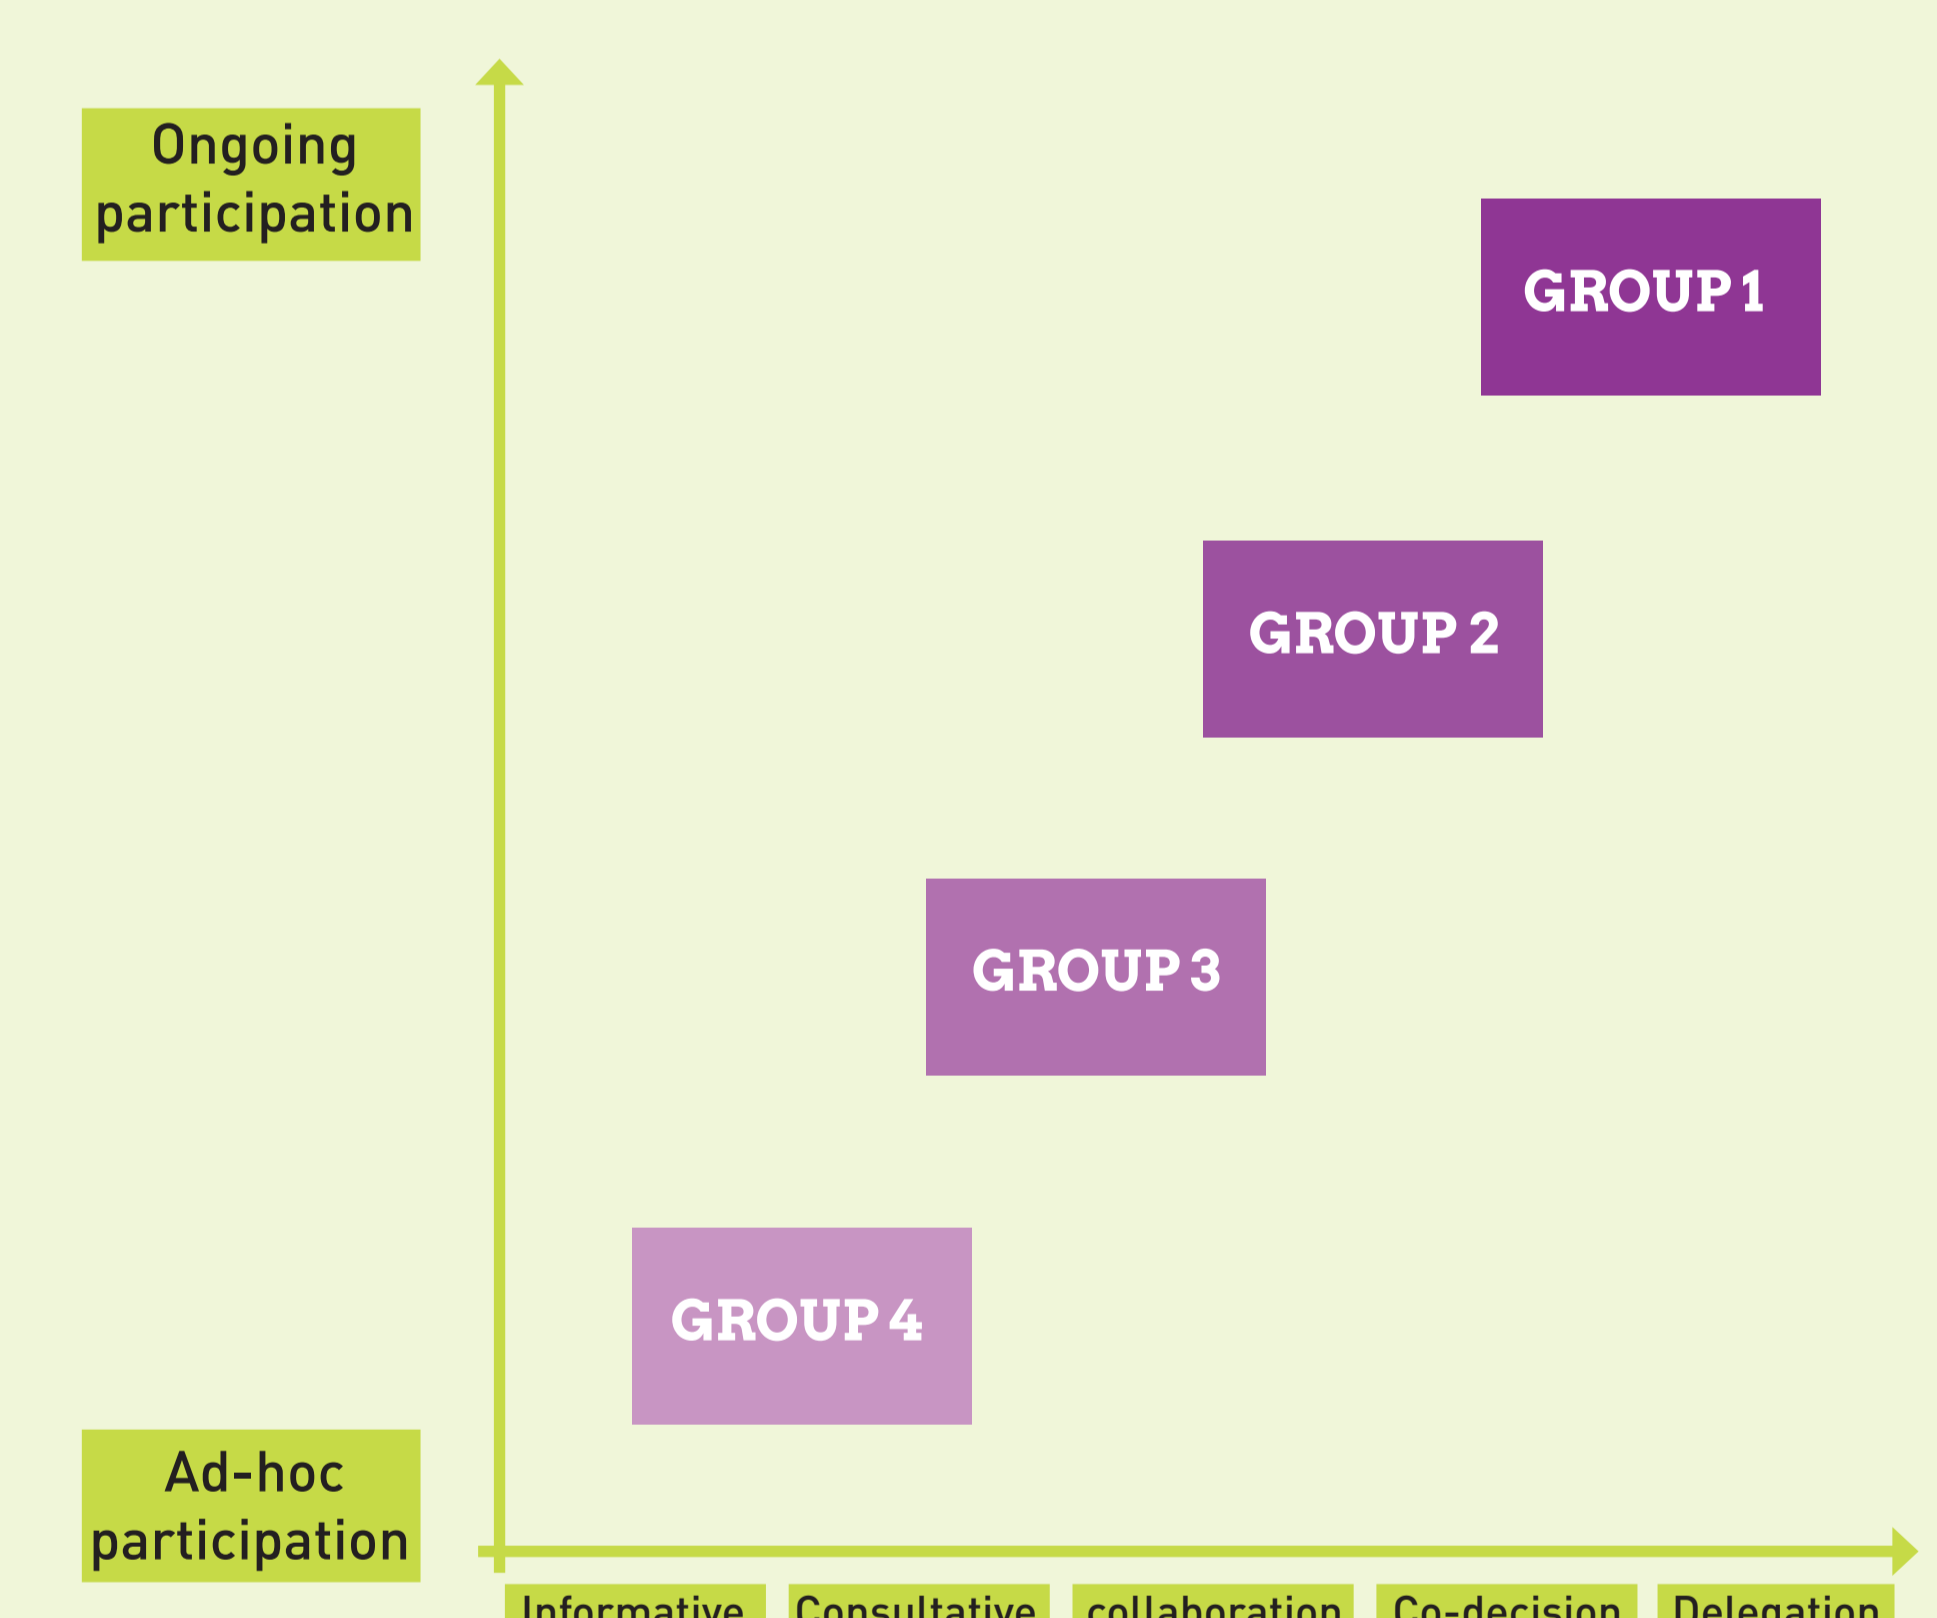 Ongoing
participation
GROUP 1
GROUP 2
GROUP 3
GROUP 4
Ad-hoc
participation
Informative
Consultative
collaboration
Co-decision
Delegation